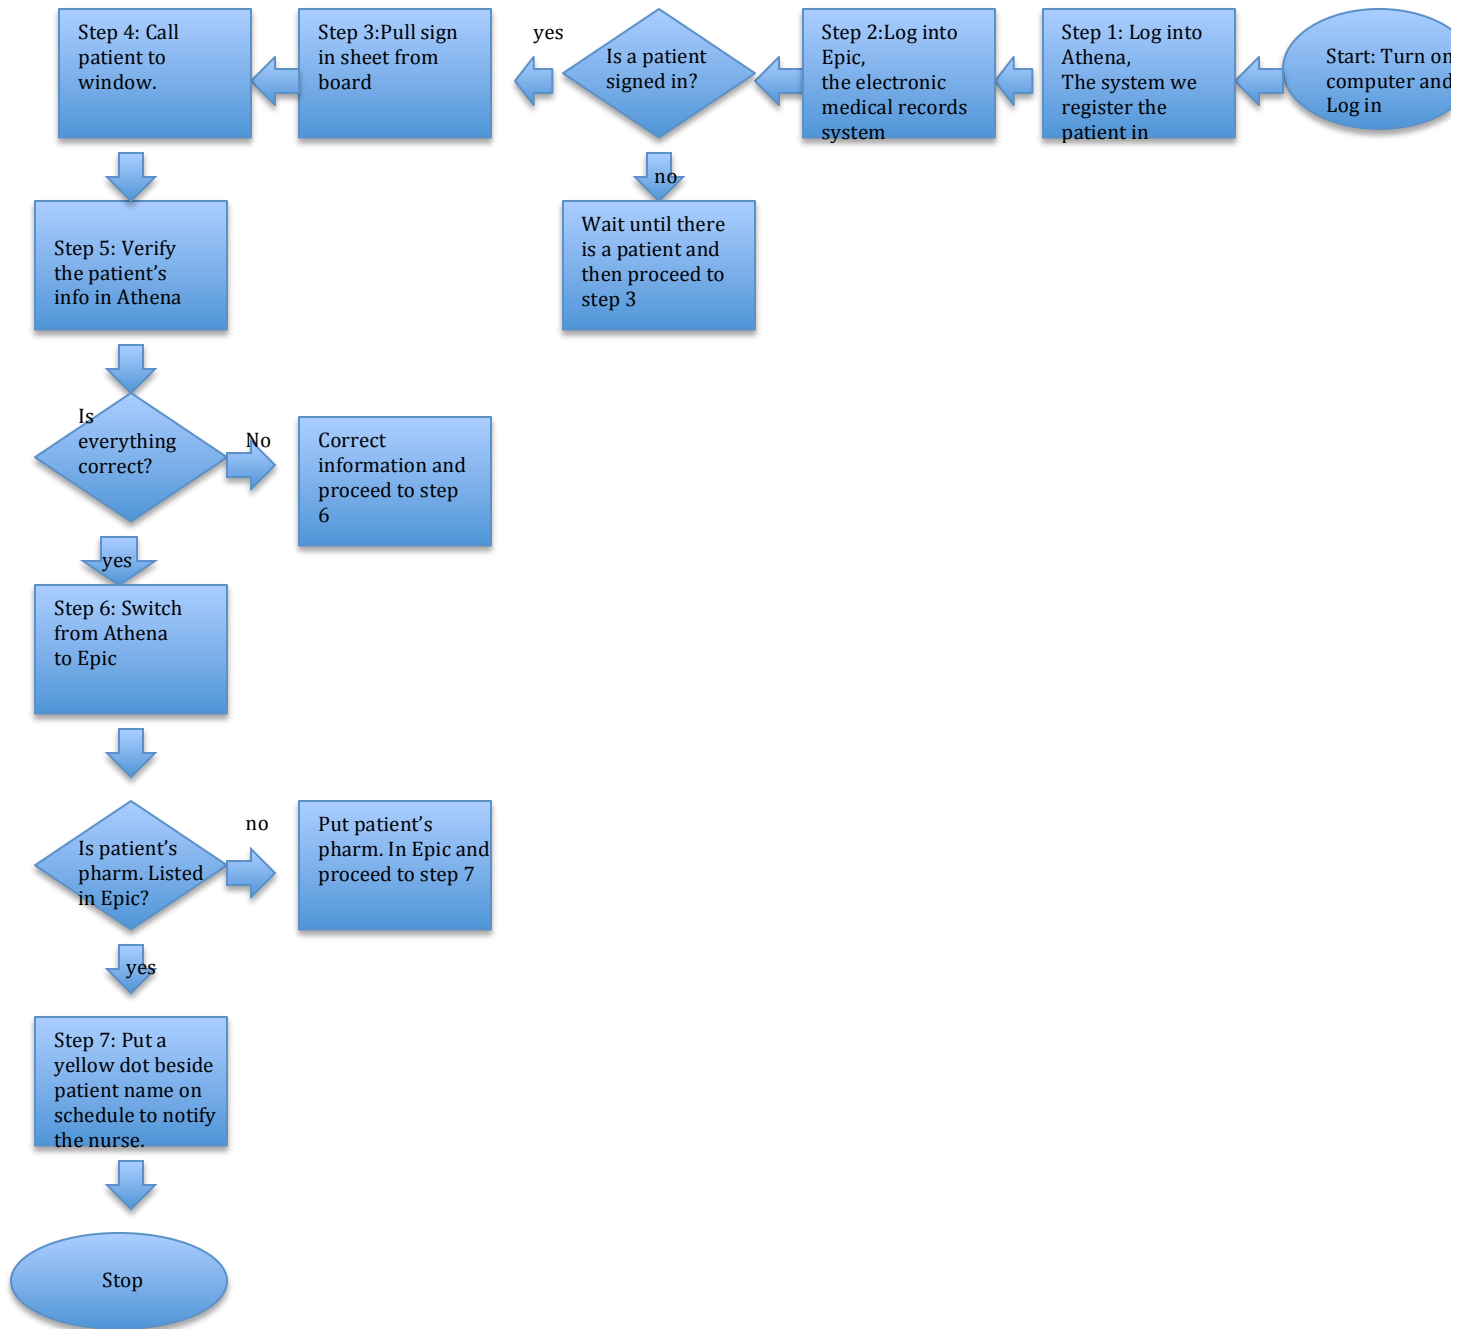 Start: Turn on
computer and
Log in
Step 1: Log into
Athena,
The system we
register the
patient in
Step 2:Log into
Epic,
the electronic
medical records
system
Is a patient
signed in?
yes
no
Wait until there
is a patient and
then proceed to
step 3
Step 3:Pull sign
in sheet from
board
Step 4: Call
patient to
window.
Step 5: Verify
the patient’s
info in Athena
Is
everything
correct?
No
Correct
information and
proceed to step
6
yes
Step 6: Switch
from Athena
to Epic
Is patient’s
pharm. Listed
in Epic?
no
Put patient’s
pharm. In Epic and
proceed to step 7
yes
Step 7: Put a
yellow dot beside
patient name on
schedule to notify
the nurse.
Stop